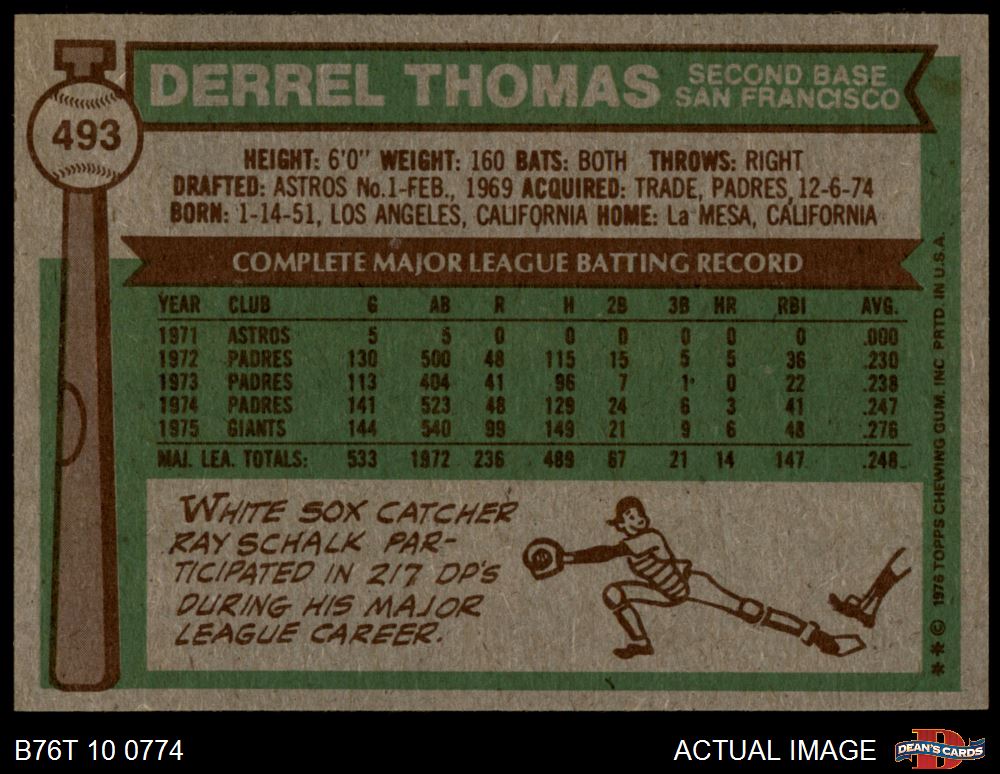 493
DERREL THOMAS
SECOND BASE
SAN FRANCISCO
HEIGHT: 6'0" WEIGHT: 160 BATS: BOTH THROWS: RIGHT
DRAFTED: ASTROS No.1-FEB., 1969 ACQUIRED: TRADE, PADRES, 12-6-74
BORN: 1-14-51, LOS ANGELES, CALIFORNIA HOME: La MESA, CALIFORNIA
COMPLETE MAJOR LEAGUE BATTING RECORD
YEAR CLUB G AB R H 2B 3B HR RBI AVG.
1971 ASTROS 5 5 0 0 0 0 0 0 .000
1972 PADRES 130 500 48 115 15 5 5 36 .230
1973 PADRES 113 404 41 96 7 1 0 22 .238
1974 PADRES 141 523 48 129 24 6 3 41 .247
1975 GIANTS 144 540 99 149 21 9 6 48 .276
MAJ. LEA. TOTALS: 533 1972 236 489 67 21 14 147 .248
WHITE SOX CATCHER
RAY SCHALK PAR-
TICIPATED IN 217 DP'S
DURING HIS MAJOR
LEAGUE CAREER.
* * © 1976 TOPPS CHEWING GUM, INC PRTD. IN U.S.A.
B76T 10 0774
ACTUAL IMAGE
D
DEAN'S CARDS